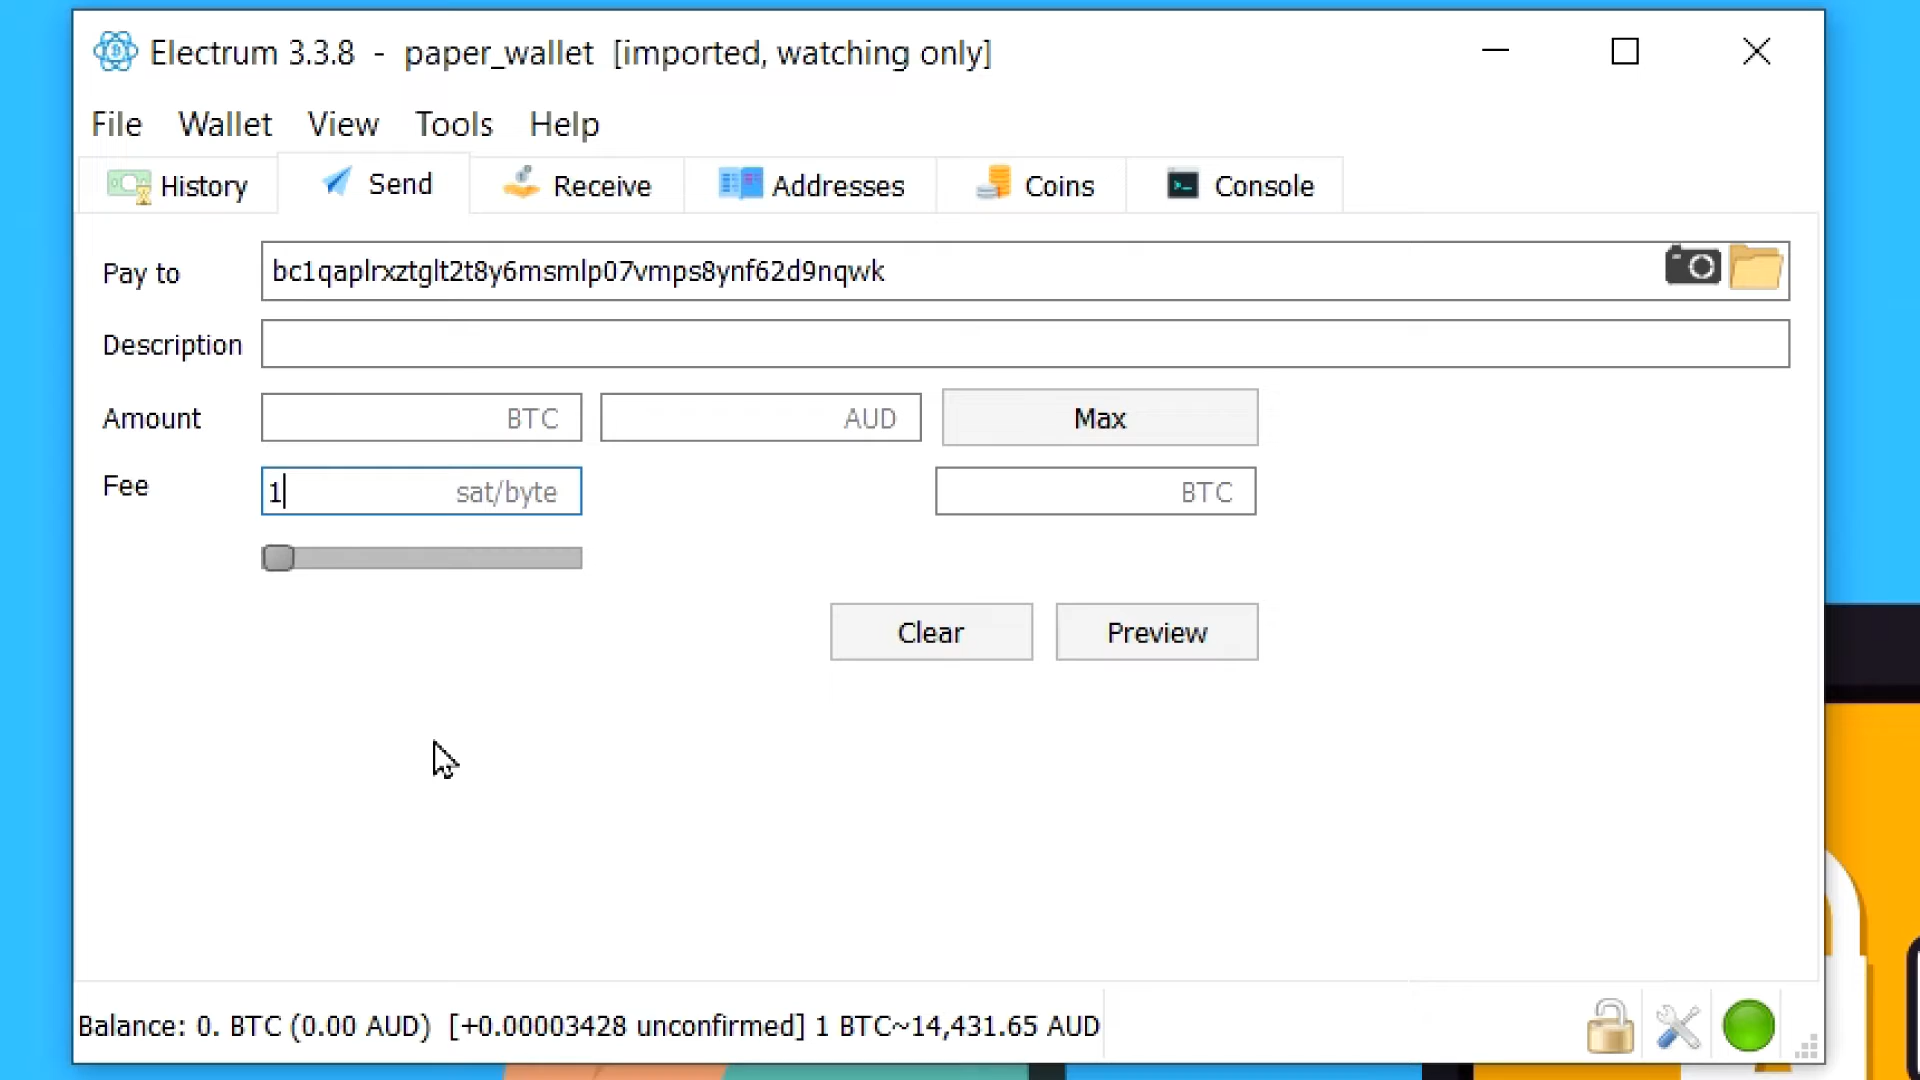 Electrum 3.3.8 - paper_wallet [imported, watching only]
File Wallet View Tools Help
History Send Receive Addresses Coins Console
Pay to bc1qaplrxztglt2t8y6msmlp07vmps8ynf62d9nqwk
Description
Amount BTC AUD Max
Fee 1 sat/byte BTC
Clear Preview
Balance: 0. BTC (0.00 AUD) [+0.00003428 unconfirmed] 1 BTC~14,431.65 AUD